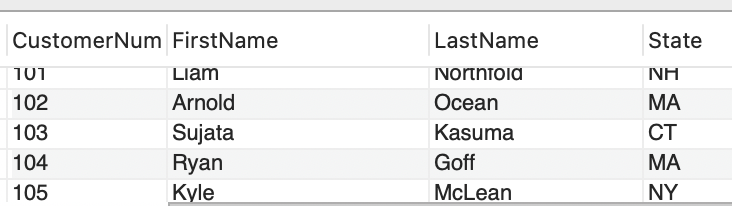 CustomerNum FirstName LastName State
101 Liam Northfold NH
102 Arnold Ocean MA
103 Sujata Kasuma CT
104 Ryan Goff MA
105 Kyle McLean NY